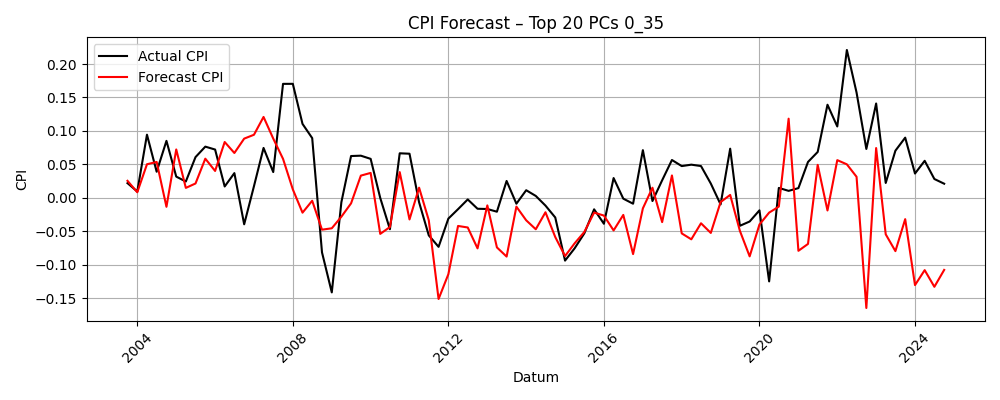 CPI Forecast – Top 20 PCs 0_35
Actual CPI
Forecast CPI
CPI
0.20
0.15
0.10
0.05
0.00
−0.05
−0.10
−0.15
2004
2008
2012
2016
2020
2024
Datum